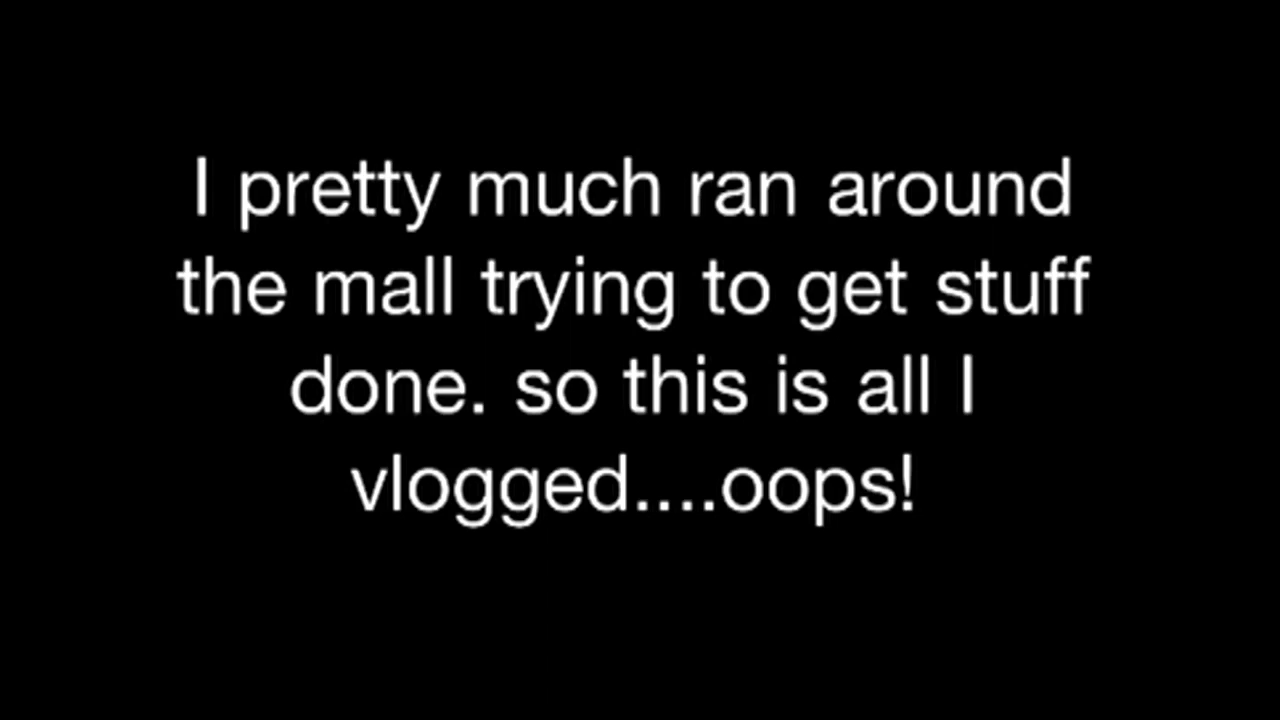 I pretty much ran around
the mall trying to get stuff
done. so this is all I
vlogged....oops!